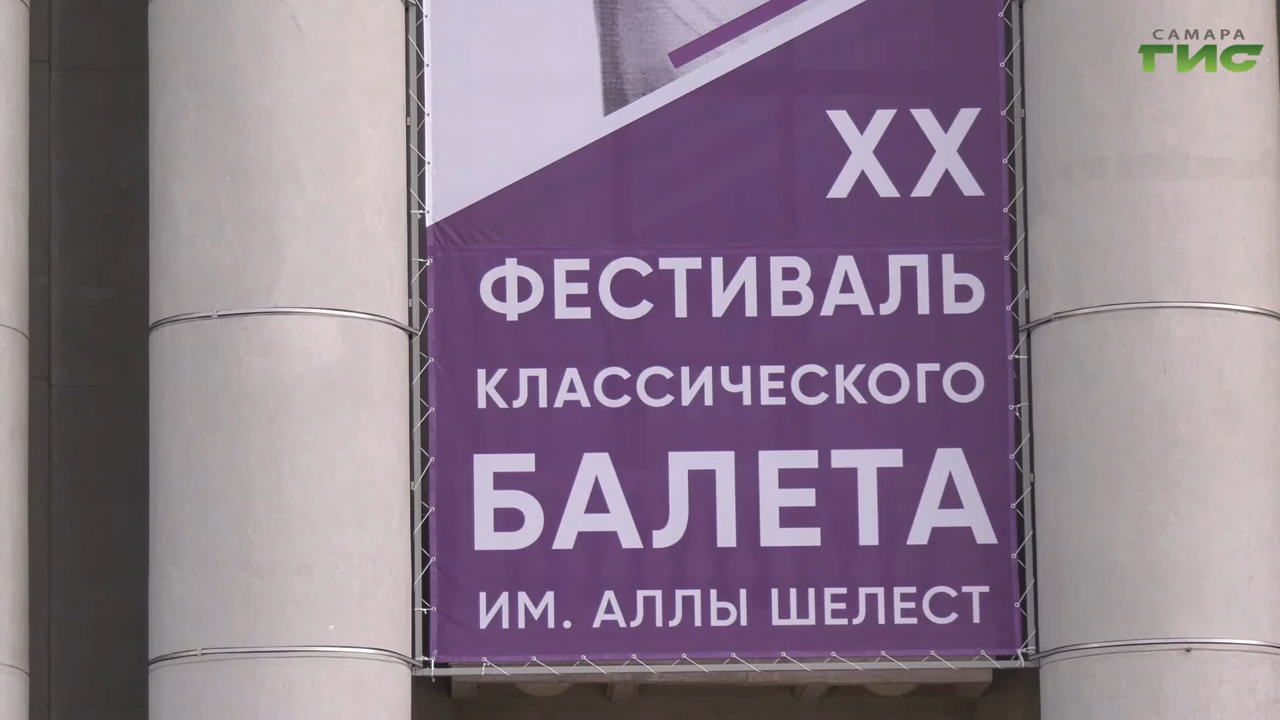 САМАРА
ГИС
XX
ФЕСТИВАЛЬ
КЛАССИЧЕСКОГО
БАЛЕТА
ИМ. АЛЛЫ ШЕЛЕСТ